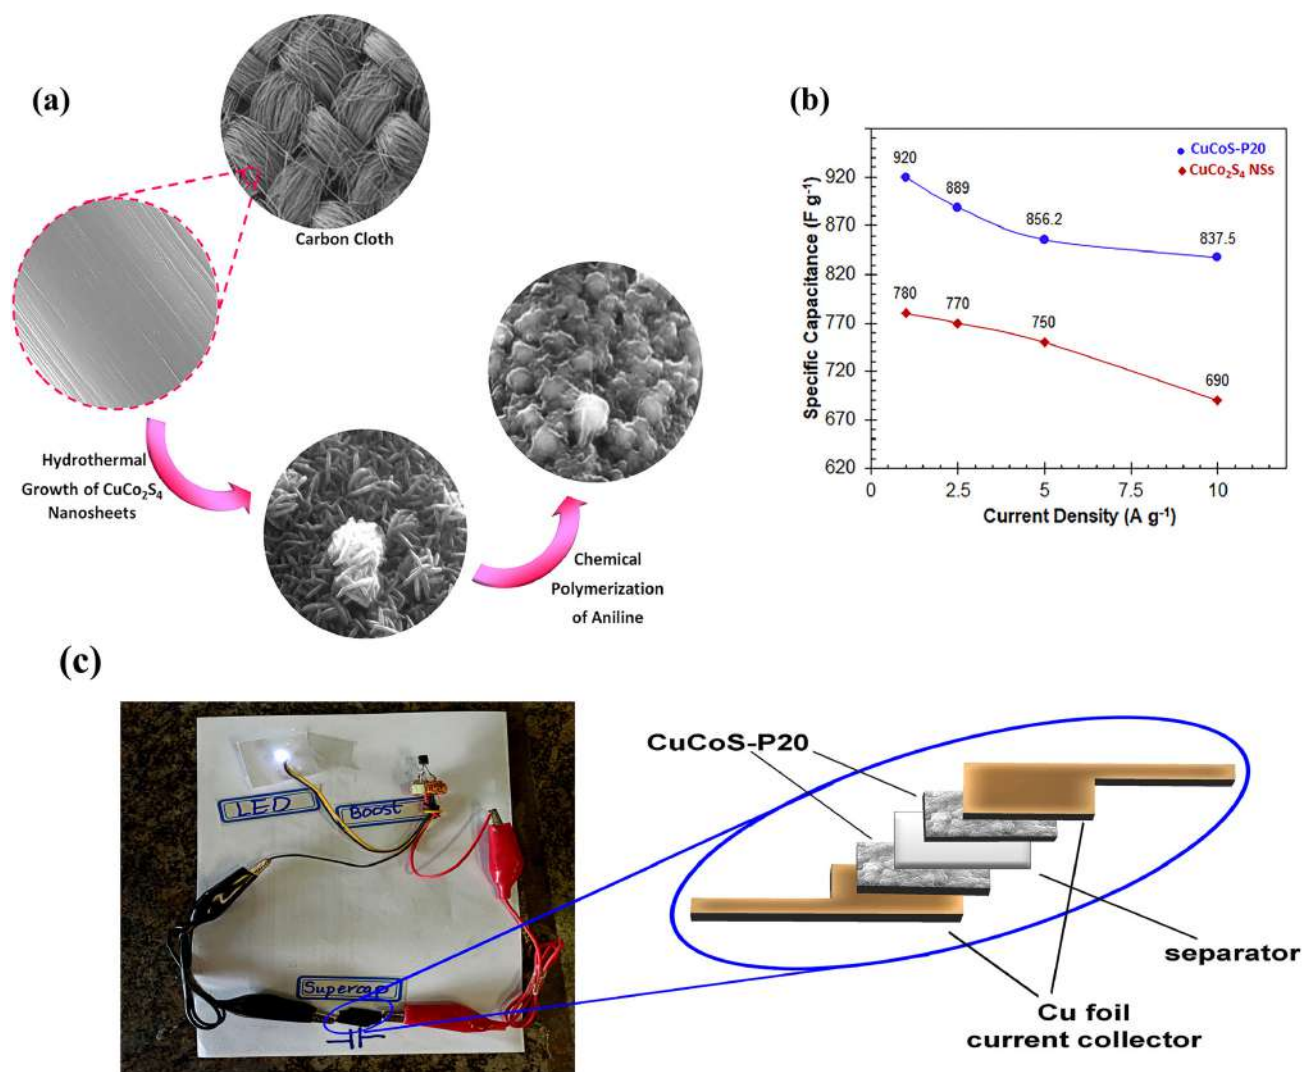 (a)
Carbon Cloth
Hydrothermal
Growth of CuCo₂S₄
Nanosheets
Chemical
Polymerization
of Aniline
(b)
CuCoS-P20
CuCo₂S₄ NSs
Specific Capacitance (F g⁻¹)
920
870
820
770
720
670
620
920
889
856.2
837.5
780
770
750
690
0
2.5
5
7.5
10
Current Density (A g⁻¹)
(c)
LED
Boost
Supercap
CuCoS-P20
separator
Cu foil
current collector